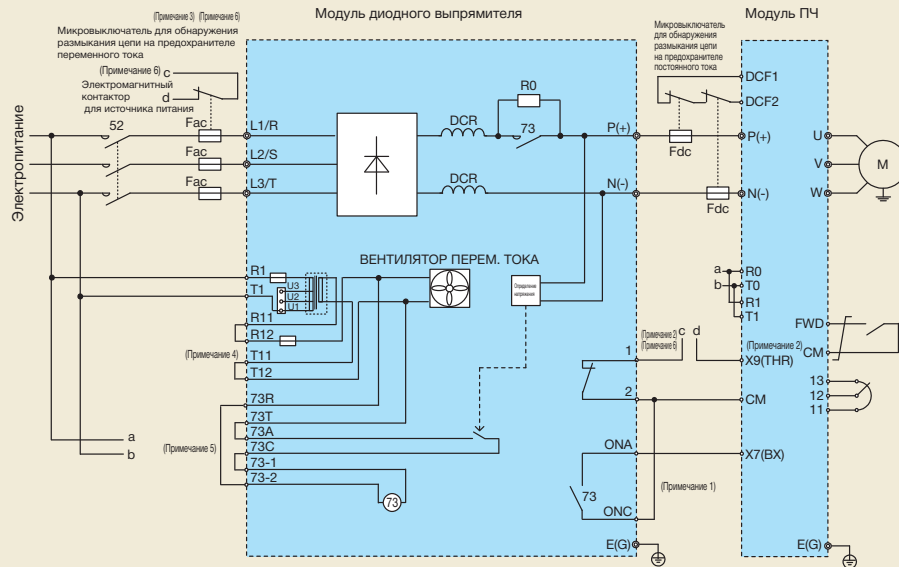 Модуль диодного выпрямителя
Модуль ПЧ
(Примечание 3) (Примечание 6)
Микровыключатель для обнаружения
размыкания цепи на предохранителе
переменного тока
(Примечание 6) c
d
Электромагнитный
контактор
для источника питания
Микровыключатель
для обнаружения
размыкания цепи
на предохранителе
постоянного тока
Электропитание
52
Fac
Fac
Fac
L1/R
L2/S
L3/T
DCR
DCR
R0
73
P(+)
N(-)
Fdc
Fdc
DCF1
DCF2
P(+)
N(-)
U
V
W
M
ВЕНТИЛЯТОР ПЕРЕМ. ТОКА
R1
T1
U3
U2
U1
R11
R12
(Примечание 4)
T11
T12
Определение
напряжения
a
b
R0
T0
R1
T1
FWD
CM
(Примечание 2)
(Примечание 6)
c
d
1
2
X9(THR)
(Примечание 2)
CM
13
12
11
73R
73T
73A
73C
73-1
73-2
(Примечание 5)
a
b
73
ONA
73
ONC
X7(BX)
(Примечание 1)
E(G)
E(G)